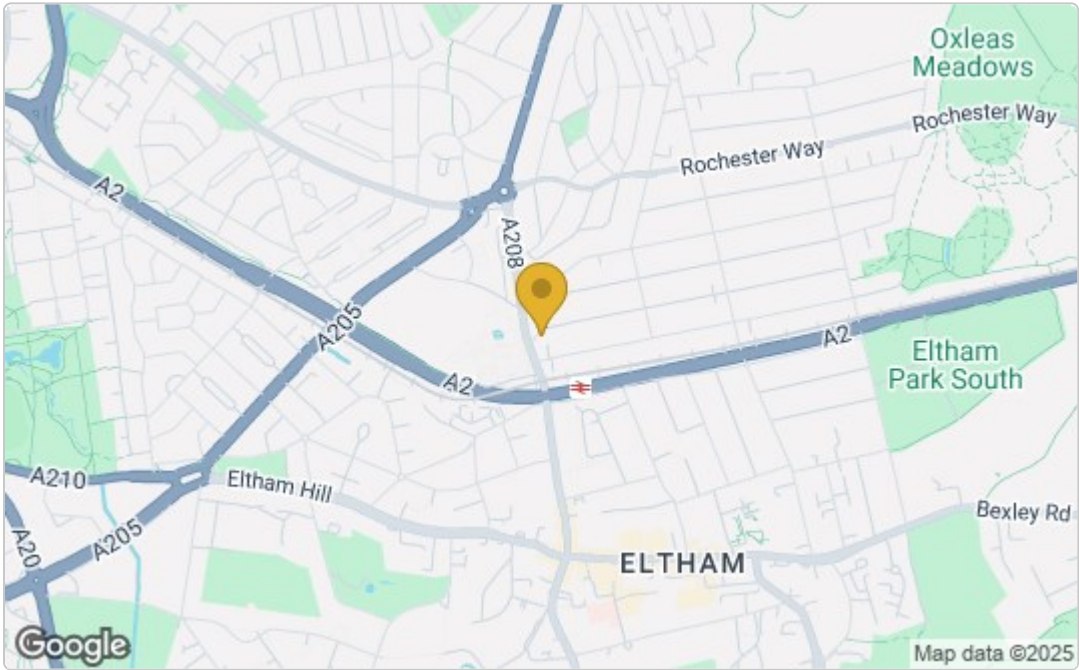 Oxleas
Meadows
Rochester Way
Rochester Way
A2
A208
A205
A2
A2
Eltham
Park South
A210
Eltham Hill
A20
A205
Bexley Rd
ELTHAM
Google
Map data ©2025